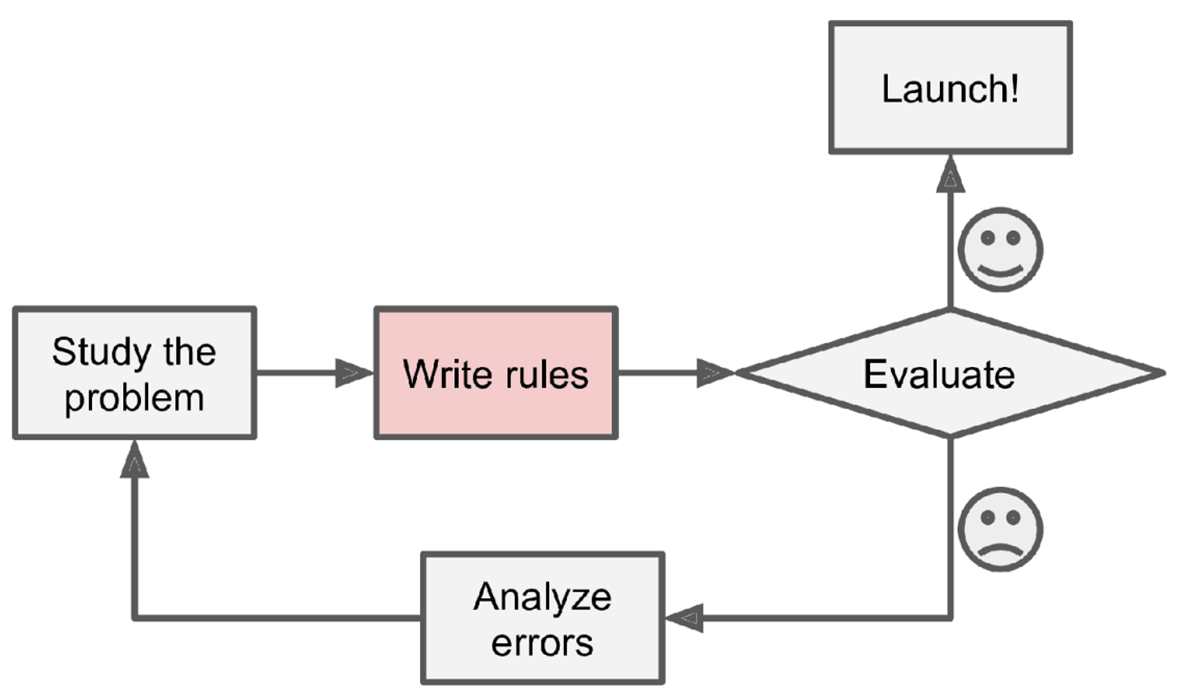 Launch!
Study the
problem
Write rules
Evaluate
Analyze
errors